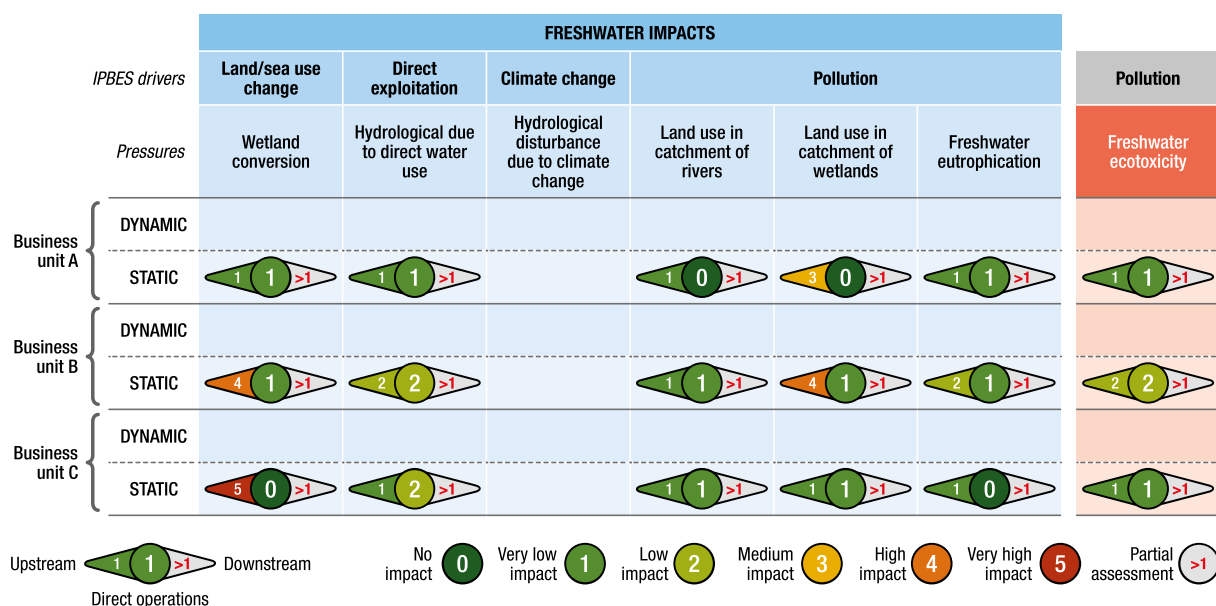 FRESHWATER IMPACTS
IPBES drivers
Land/sea use
change
Direct
exploitation
Climate change
Pollution
Pollution
Pressures
Wetland
conversion
Hydrological due
to direct water
use
Hydrological
disturbance
due to climate
change
Land use in
catchment of
rivers
Land use in
catchment of
wetlands
Freshwater
eutrophication
Freshwater
ecotoxicity
Business
unit A
DYNAMIC
STATIC
1 1 >1
1 1 >1
1 0 >1
3 0 >1
1 1 >1
1 1 >1
Business
unit B
DYNAMIC
STATIC
4 1 >1
2 2 >1
1 1 >1
4 1 >1
2 1 >1
2 2 >1
Business
unit C
DYNAMIC
STATIC
5 0 >1
1 2 >1
1 1 >1
1 1 >1
1 0 >1
1 1 >1
Upstream 1 1 >1 Downstream
Direct operations
No
impact 0
Very low
impact 1
Low
impact 2
Medium
impact 3
High
impact 4
Very high
impact 5
Partial
assessment >1